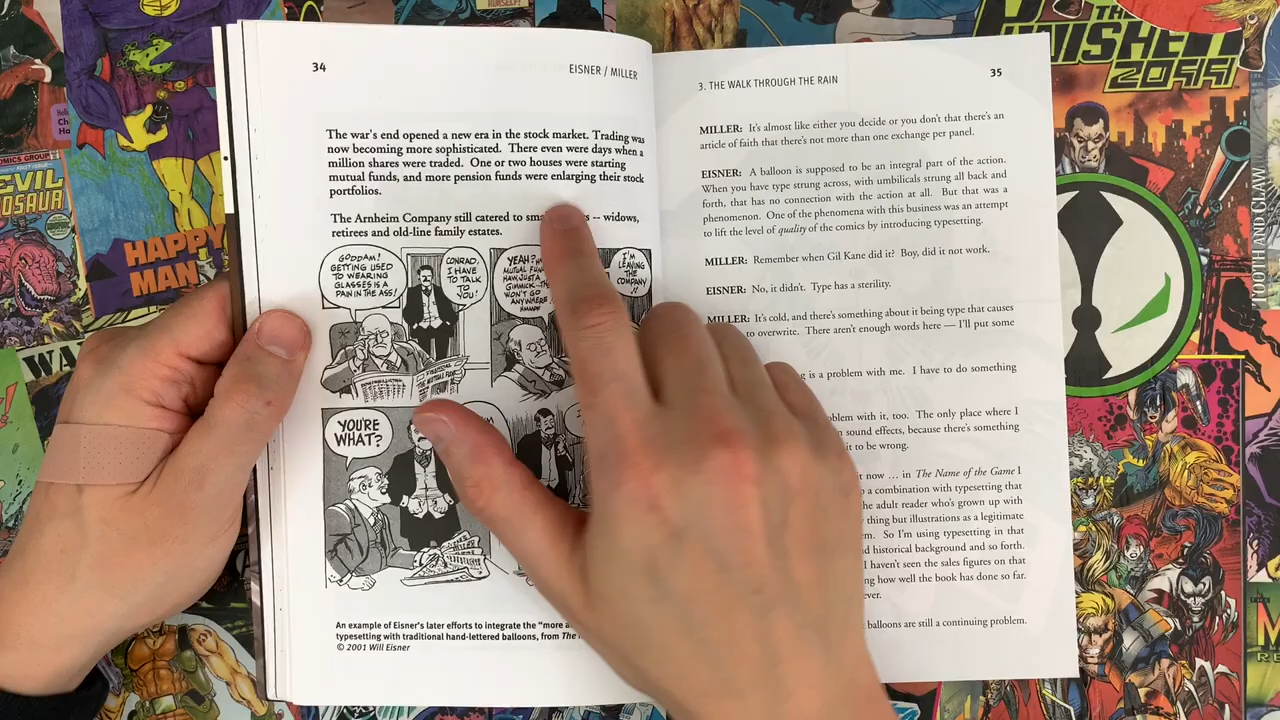 34
EISNER / MILLER
The war's end opened a new era in the stock market. Trading was
now becoming more sophisticated. There even were days when a
million shares were traded. One or two houses were starting
mutual funds, and more pension funds were enlarging their stock
portfolios.
The Arnheim Company still catered to -- widows,
retirees and old-line family estates.
GODDAM!
GETTING USED
TO WEARING
GLASSES IS A
PAIN IN THE ASS!
CONRAD,
I HAVE
TO TALK
TO YOU!
YEAH?
MUTUAL
GIMMICK
WON'T GO
ANYWHERE!
I'M
LEAVING
THE
COMPANY
YOU'RE
WHAT?
An example of Eisner's later efforts to integrate the "more
typesetting with traditional hand-lettered balloons, from The
© 2001 Will Eisner
3. THE WALK THROUGH THE RAIN
35
MILLER: It's almost like either you decide or you don't that there's an
article of faith that there's not more than one exchange per panel.
EISNER: A balloon is supposed to be an integral part of the action.
When you have type strung across, with umbilicals strung all back and
forth, that has no connection with the action at all. But that was a
phenomenon. One of the phenomena with this business was an attempt
to lift the level of quality of the comics by introducing typesetting.
MILLER: Remember when Gil Kane did it? Boy, did it not work.
EISNER: No, it didn't. Type has a sterility.
MILLER: It's cold, and there's something about it being type that causes
to overwrite. There aren't enough words here — I'll put some
is a problem with me. I have to do something
with it, too. The only place where I
sound effects, because there's something
it to be wrong.
now … in The Name of the Game I
a combination with typesetting that
the adult reader who's grown up with
thing but illustrations as a legitimate
So I'm using typesetting in that
historical background and so forth.
I haven't seen the sales figures on that
how well the book has done so far.
balloons are still a continuing problem.
HAPPY
MAN
COMICS GROUP
THE
2099
TOOTH AND CLAW